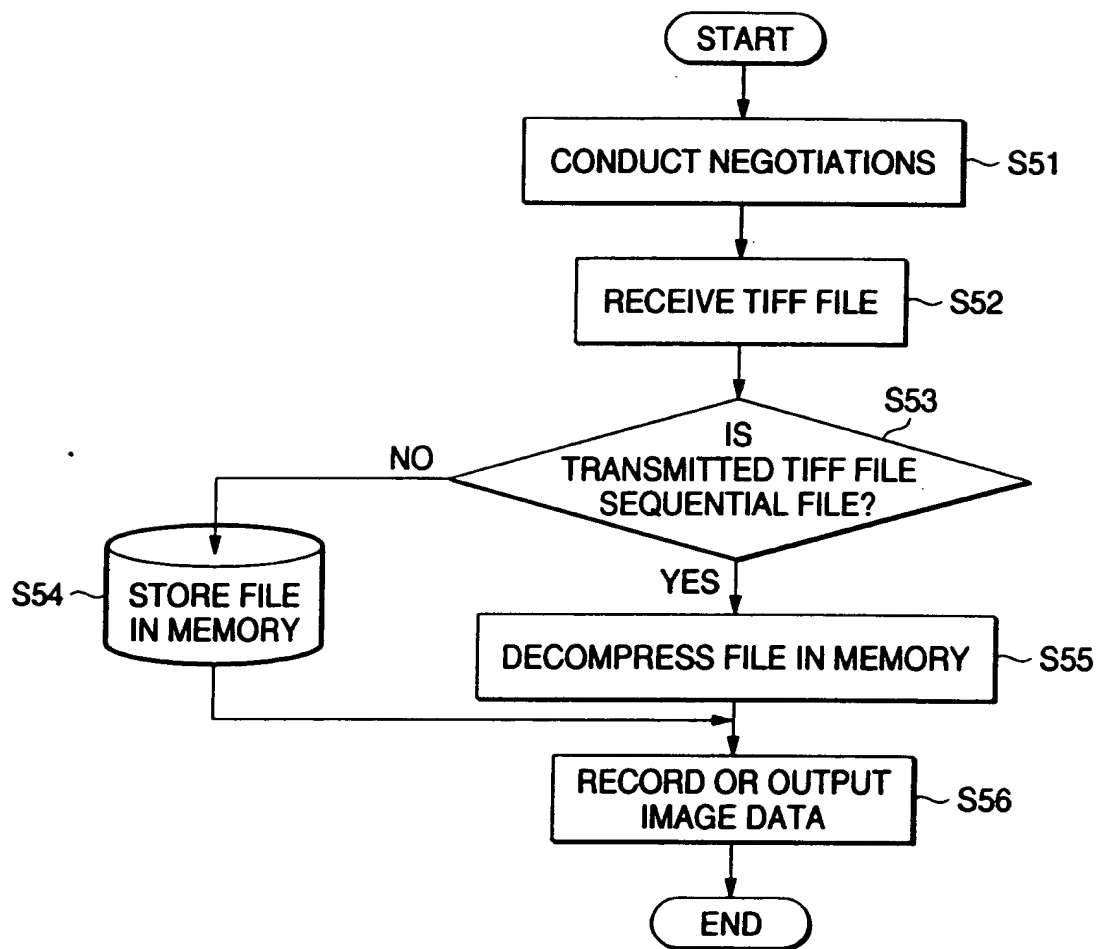 START
CONDUCT NEGOTIATIONS
S51
RECEIVE TIFF FILE
S52
S53
IS
TRANSMITTED TIFF FILE
SEQUENTIAL FILE?
NO
YES
S54
STORE FILE
IN MEMORY
DECOMPRESS FILE IN MEMORY
S55
RECORD OR OUTPUT
IMAGE DATA
S56
END